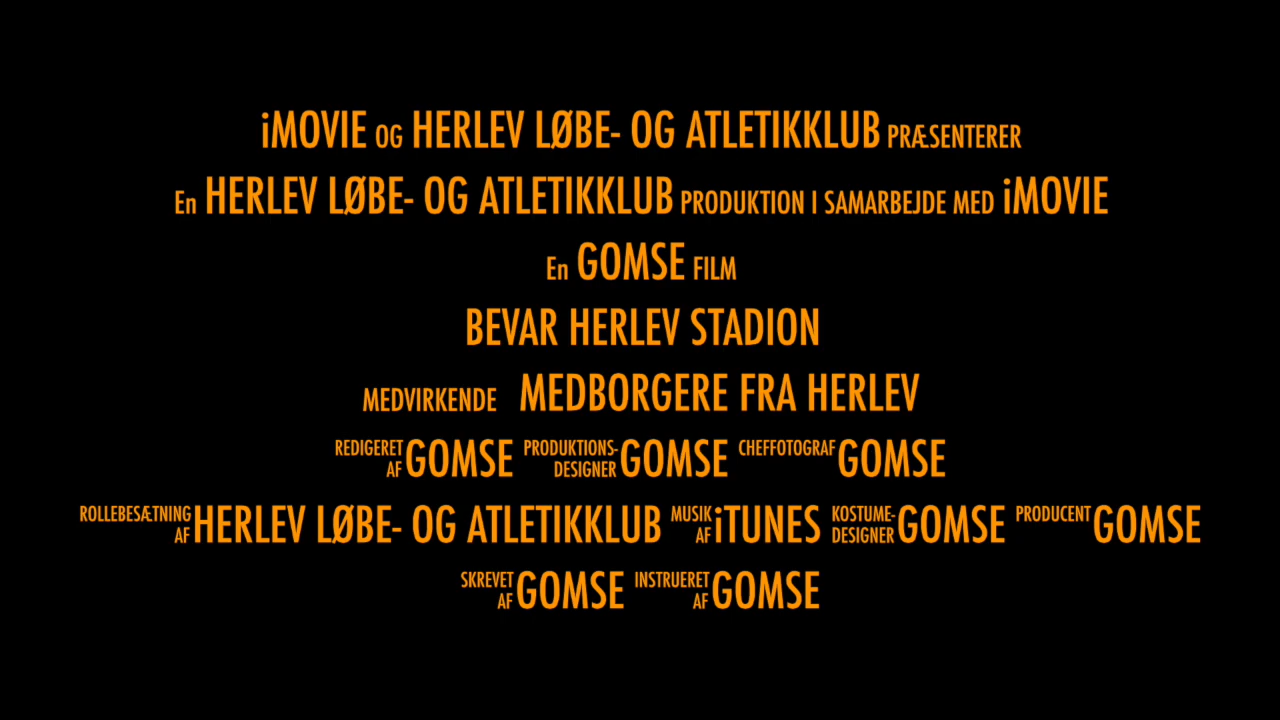 iMOVIE OG HERLEV LØBE- OG ATLETIKKLUB PRÆSENTERER
En HERLEV LØBE- OG ATLETIKKLUB PRODUKTION I SAMARBEJDE MED iMOVIE
En GOMSE FILM
BEVAR HERLEV STADION
MEDVIRKENDE MEDBORGERE FRA HERLEV
REDIGERET AF GOMSE PRODUKTIONS-DESIGNER GOMSE CHEFFOTOGRAF GOMSE
ROLLEBESÆTNING AF HERLEV LØBE- OG ATLETIKKLUB MUSIK AF iTUNES KOSTUME-DESIGNER GOMSE PRODUCENT GOMSE
SKREVET AF GOMSE INSTRUERET AF GOMSE